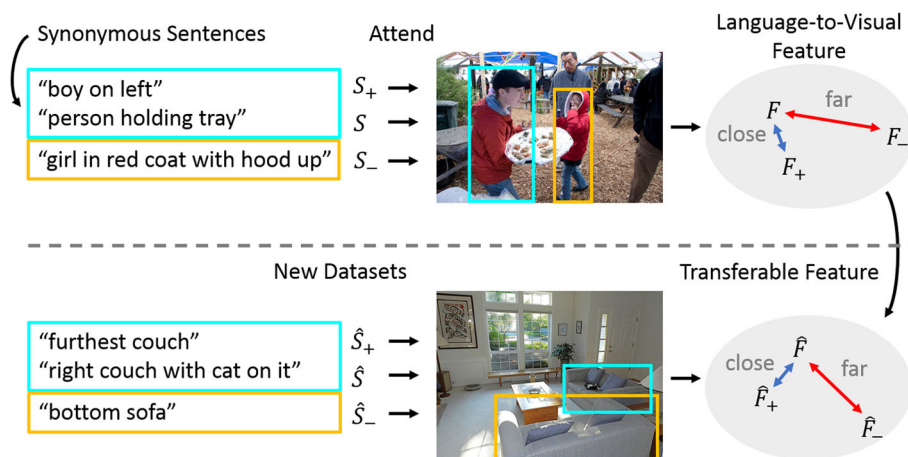 Synonymous Sentences
Attend
Language-to-Visual
Feature
“boy on left”
S₊
“person holding tray”
S
“girl in red coat with hood up”
S₋
far
F
close
F₋
F₊
New Datasets
Transferable Feature
“furthest couch”
Ŝ₊
“right couch with cat on it”
Ŝ
“bottom sofa”
Ŝ₋
close
F̂
far
F̂₊
F̂₋